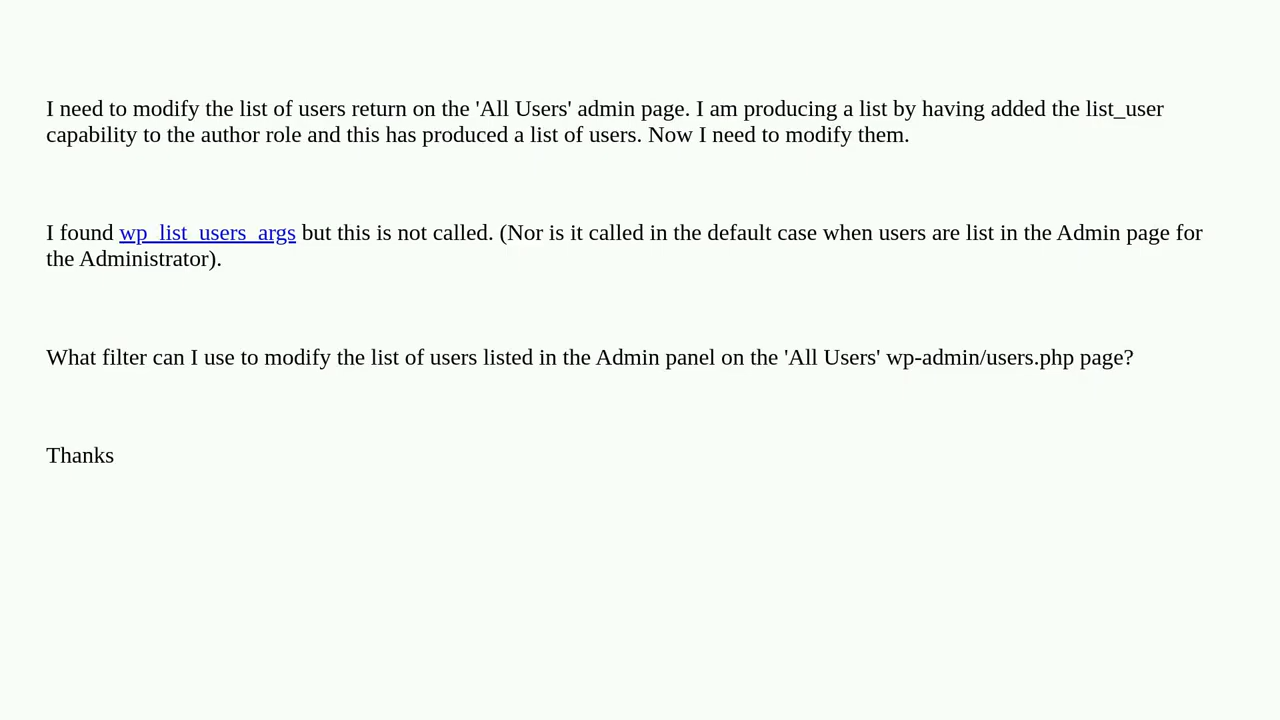 I need to modify the list of users return on the 'All Users' admin page. I am producing a list by having added the list_user
capability to the author role and this has produced a list of users. Now I need to modify them.
I found wp_list_users_args but this is not called. (Nor is it called in the default case when users are list in the Admin page for
the Administrator).
What filter can I use to modify the list of users listed in the Admin panel on the 'All Users' wp-admin/users.php page?
Thanks